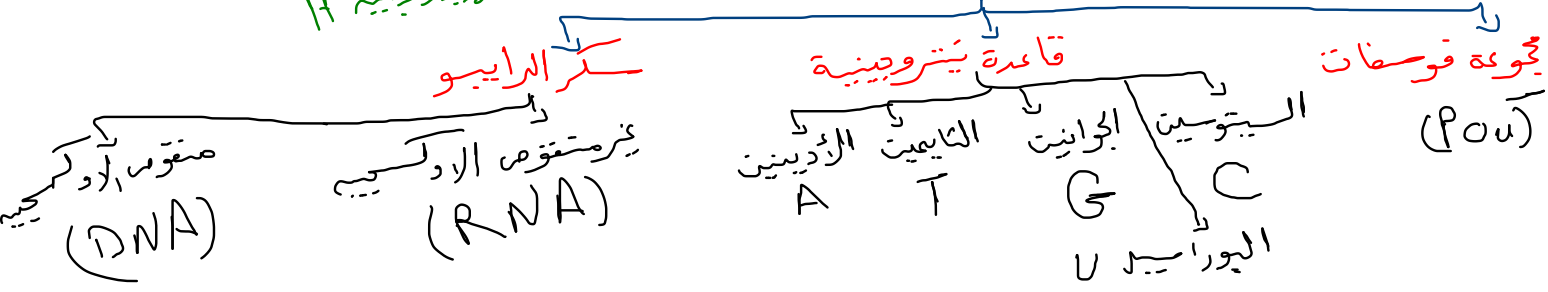 مجموعة فوسفات
قاعدة نيتروجينية
سكر الرايبو
(PO4)
السيتوسين
C
الجوانين
G
الثايمين
T
الأدينين
A
اليوراسيل U
غير منقوص الاوكسجين
(RNA)
منقوص الاوكسجين
(DNA)